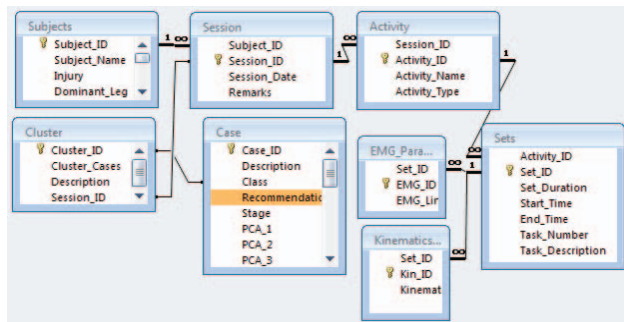 Subjects
Subject_ID
Subject_Name
Injury
Dominant_Leg
1
∞
Session
Subject_ID
Session_ID
Session_Date
Remarks
1
∞
Activity
Session_ID
Activity_ID
Activity_Name
Activity_Type
1
Cluster
Cluster_ID
Cluster_Cases
Description
Session_ID
Case
Case_ID
Description
Class
Recommendatio
Stage
PCA_1
PCA_2
PCA_3
EMG_Para...
Set_ID
EMG_ID
EMG_Lin
∞
∞
1
Sets
Activity_ID
Set_ID
Set_Duration
Start_Time
End_Time
Task_Number
Task_Description
Kinematics...
Set_ID
Kin_ID
Kinemat
∞